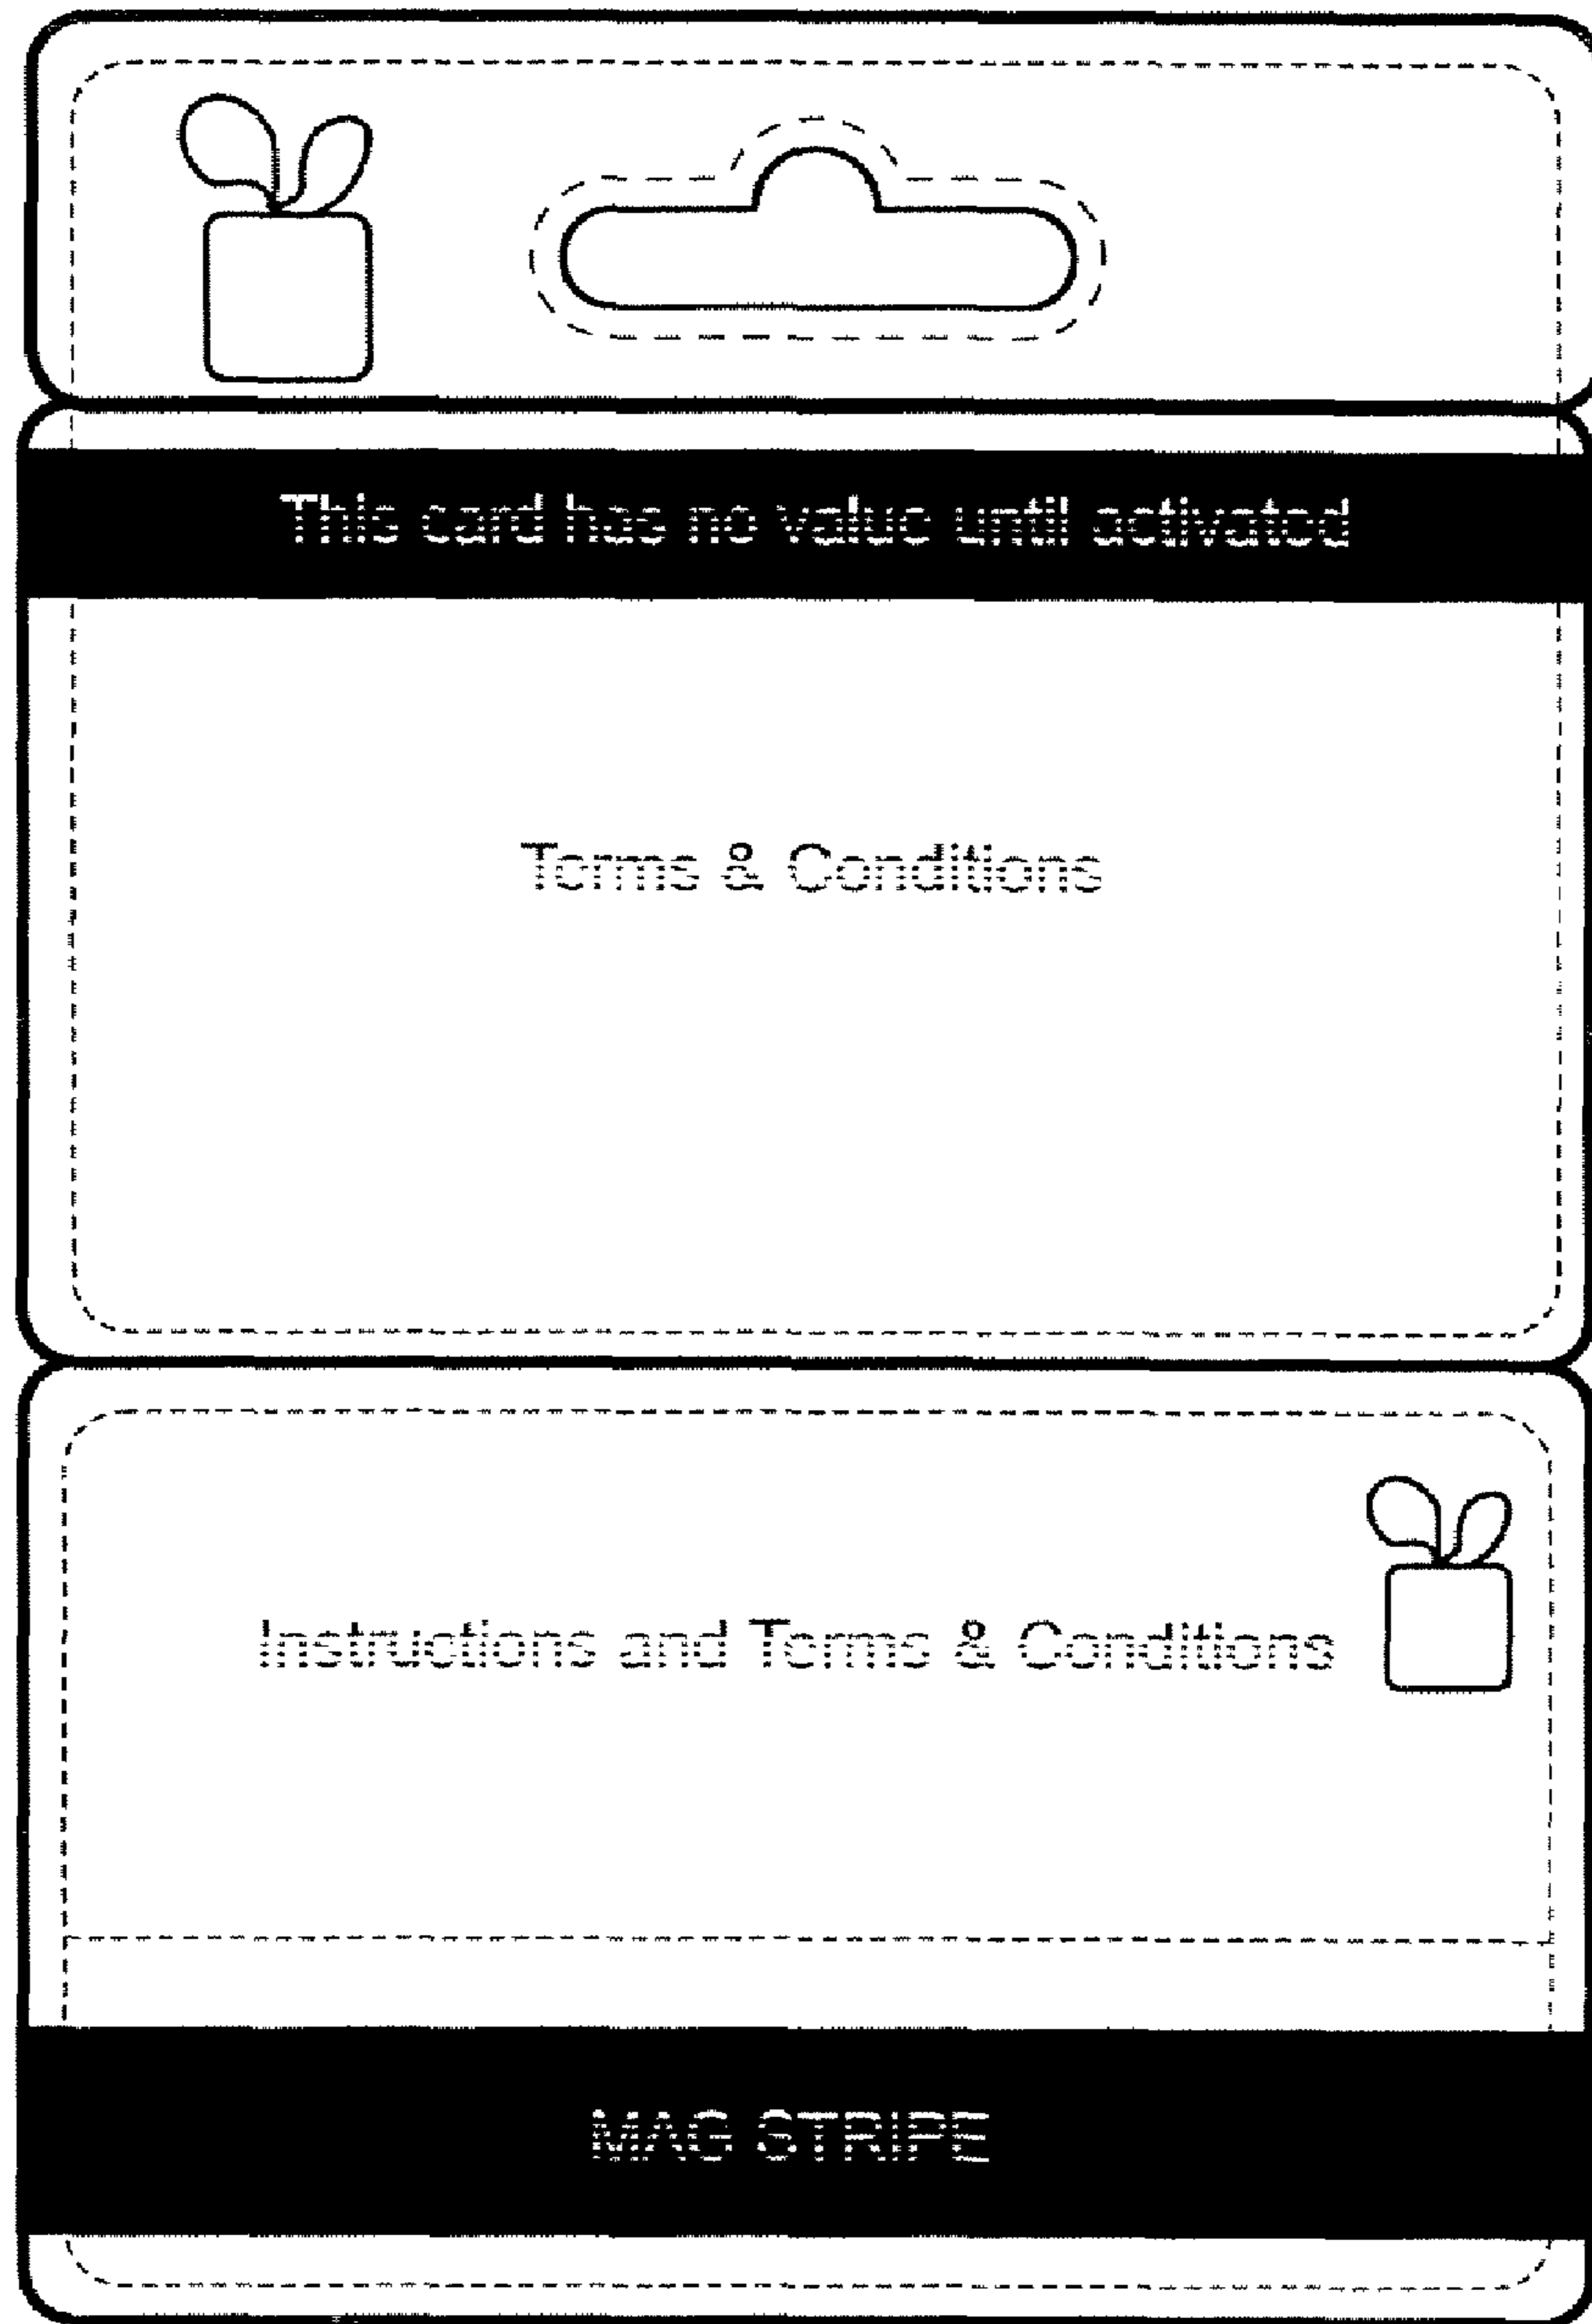 This card has no value until activated
Terms & Conditions
Instructions and Terms & Conditions
MAG STRIPE